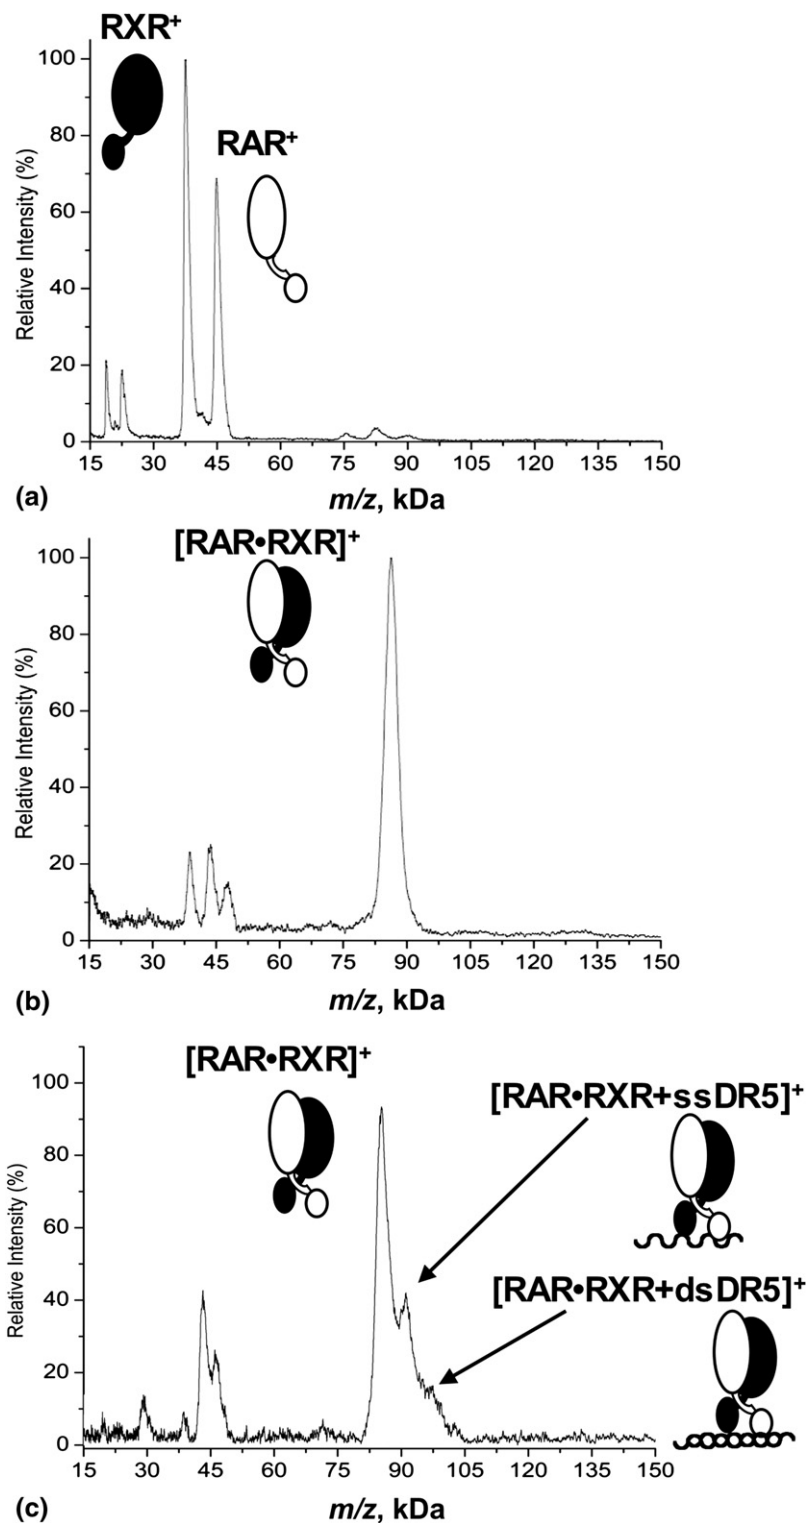 RXR+
RAR+
Relative Intensity (%)
100
80
60
40
20
0
15 30 45 60 75 90 105 120 135 150
(a)
m/z, kDa
[RAR•RXR]+
Relative Intensity (%)
100
80
60
40
20
0
15 30 45 60 75 90 105 120 135 150
(b)
m/z, kDa
[RAR•RXR]+
[RAR•RXR+ssDR5]+
[RAR•RXR+dsDR5]+
Relative Intensity (%)
100
80
60
40
20
0
15 30 45 60 75 90 105 120 135 150
(c)
m/z, kDa